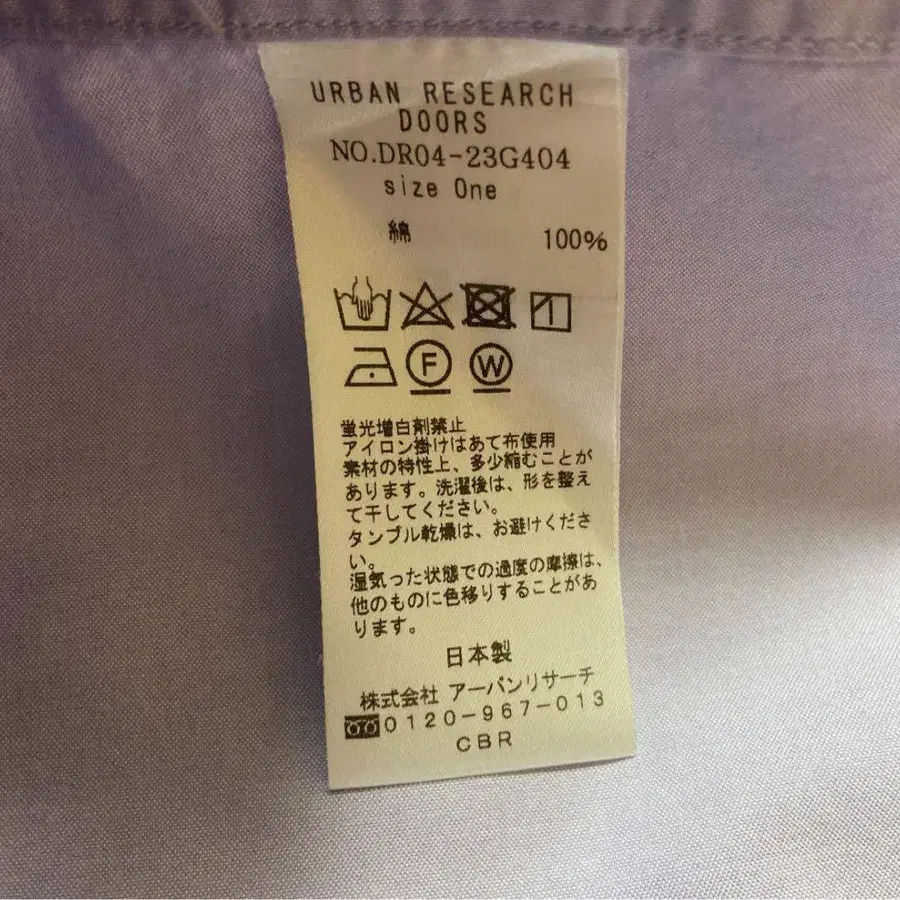 URBAN RESEARCH
DOORS
NO.DR04-23G404
size One
綿 100%
F W
蛍光増白剤禁止
アイロン掛けはあて布使用
素材の特性上、多少縮むことが
あります。洗濯後は、形を整え
て干してください。
タンブル乾燥は、お避けくださ
い。
湿気った状態での過度の摩擦は、
他のものに色移りすることがあ
ります。
日本製
株式会社 アーバンリサーチ
0120-967-013
CBR